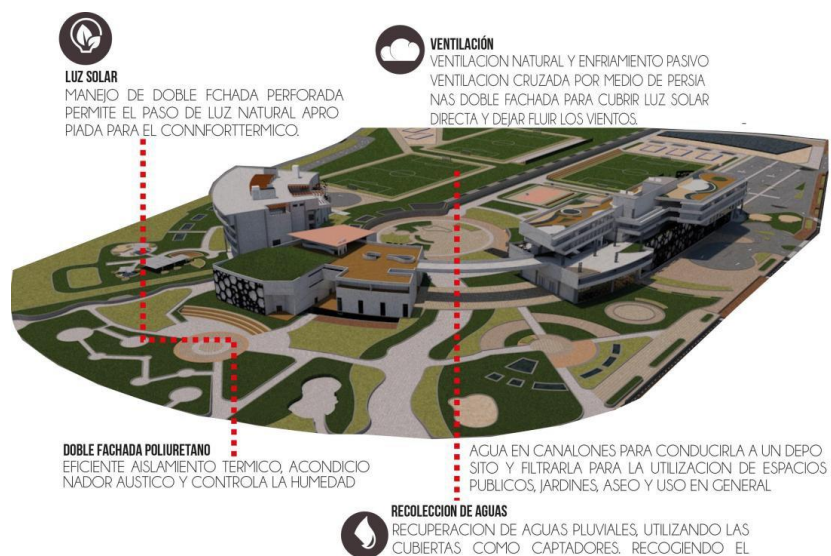 LUZ SOLAR
MANEJO DE DOBLE FCHADA PERFORADA
PERMITE EL PASO DE LUZ NATURAL APRO
PIADA PARA EL CONNFORTTERMICO.
VENTILACIÓN
VENTILACION NATURAL Y ENFRIAMIENTO PASIVO
VENTILACION CRUZADA POR MEDIO DE PERSIA
NAS DOBLE FACHADA PARA CUBRIR LUZ SOLAR
DIRECTA Y DEJAR FLUIR LOS VIENTOS.
DOBLE FACHADA POLIURETANO
EFICIENTE AISLAMIENTO TERMICO, ACONDICIO
NADOR AUSTICO Y CONTROLA LA HUMEDAD
AGUA EN CANALONES PARA CONDUCIRLA A UN DEPO
SITO Y FILTRARLA PARA LA UTILIZACION DE ESPACIOS
PUBLICOS, JARDINES, ASEO Y USO EN GENERAL
RECOLECCION DE AGUAS
RECUPERACION DE AGUAS PLUVIALES, UTILIZANDO LAS
CUBIERTAS COMO CAPTADORES. RECOGIENDO EL